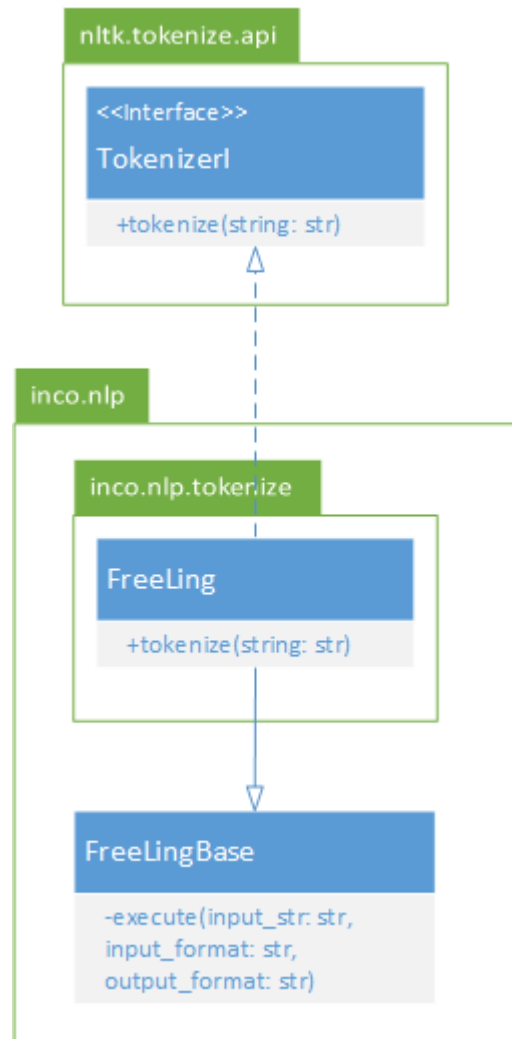 nltk.tokenize.api
<<Interface>>
TokenizerI
+tokenize(string: str)
inco.nlp
inco.nlp.tokenize
FreeLing
+tokenize(string: str)
FreeLingBase
-execute(input_str: str,
input_format: str,
output_format: str)